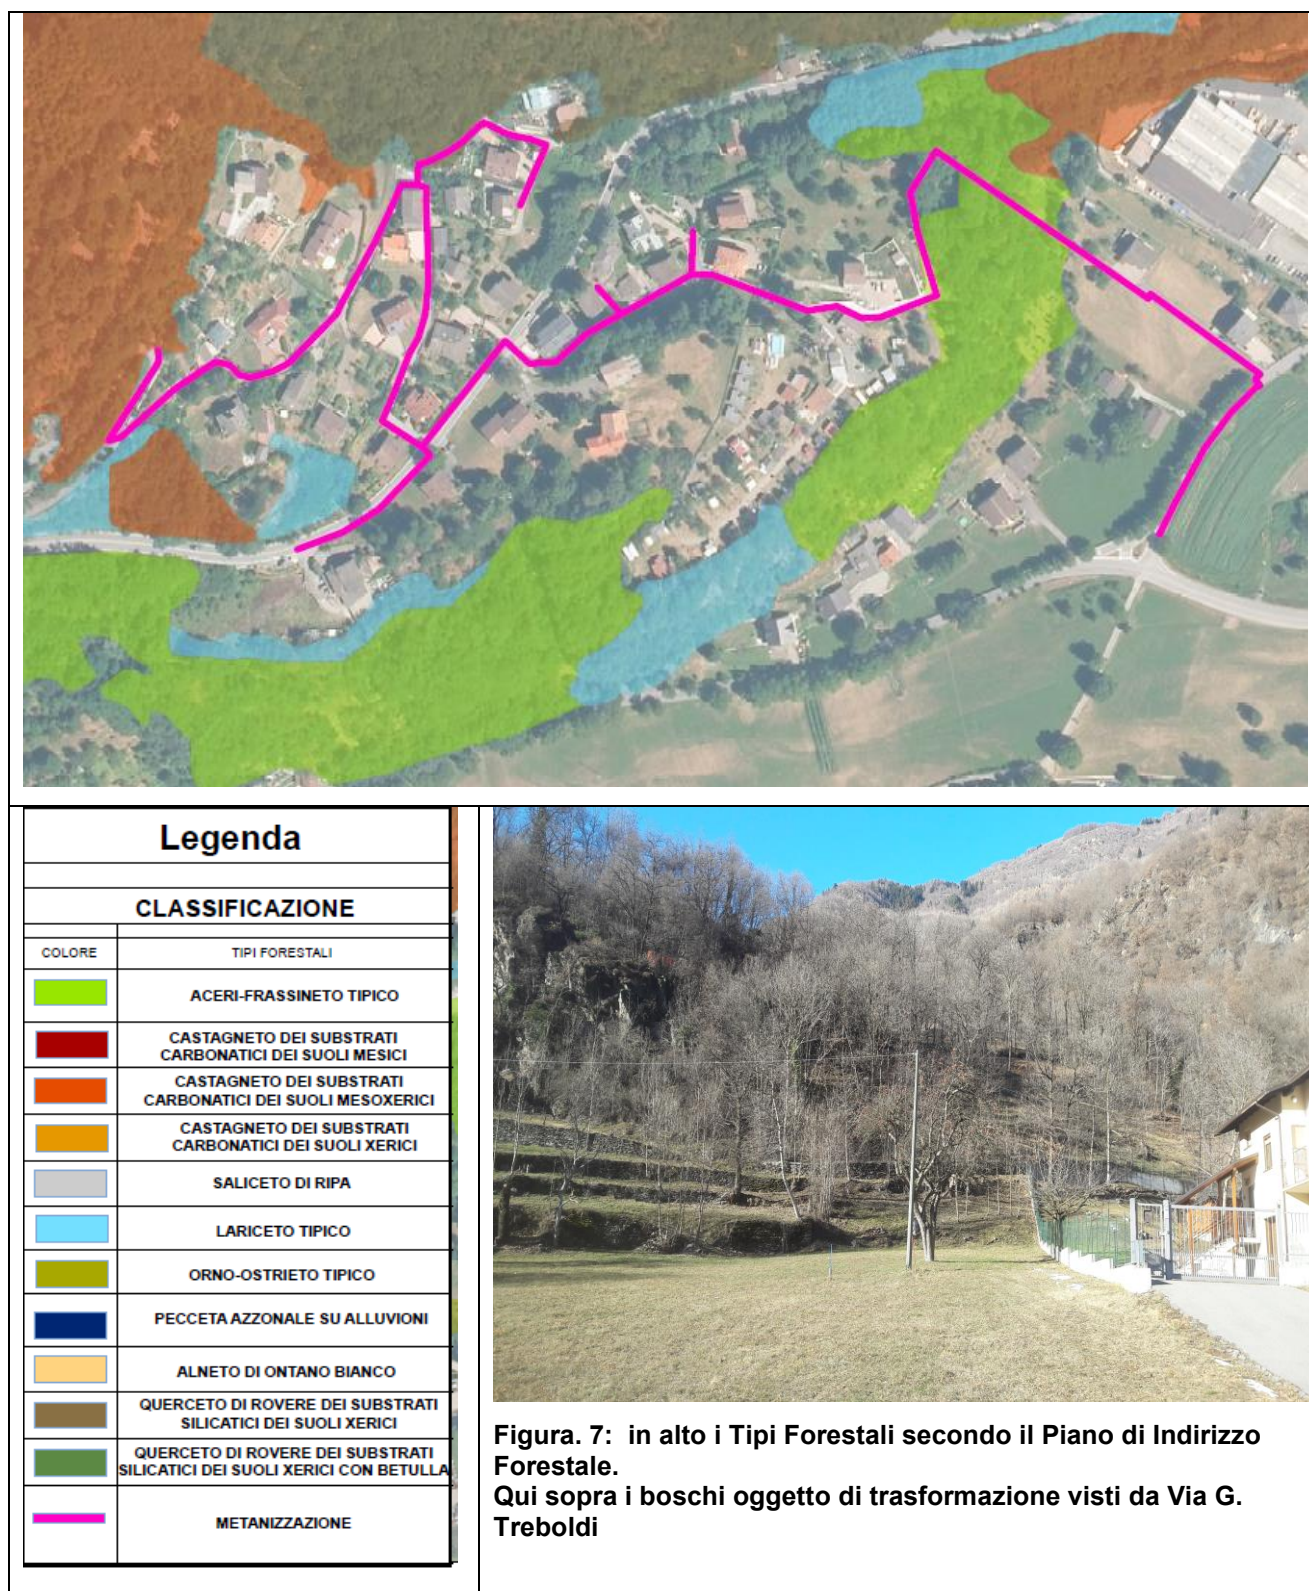 Legenda
CLASSIFICAZIONE
COLORE TIPI FORESTALI
ACERI-FRASSINETO TIPICO
CASTAGNETO DEI SUBSTRATI
CARBONATICI DEI SUOLI MESICI
CASTAGNETO DEI SUBSTRATI
CARBONATICI DEI SUOLI MESOXERICI
CASTAGNETO DEI SUBSTRATI
CARBONATICI DEI SUOLI XERICI
SALICETO DI RIPA
LARICETO TIPICO
ORNO-OSTRIETO TIPICO
PECCETA AZZONALE SU ALLUVIONI
ALNETO DI ONTANO BIANCO
QUERCETO DI ROVERE DEI SUBSTRATI
SILICATICI DEI SUOLI XERICI
QUERCETO DI ROVERE DEI SUBSTRATI
SILICATICI DEI SUOLI XERICI CON BETULLA
METANIZZAZIONE
Figura. 7: in alto i Tipi Forestali secondo il Piano di Indirizzo
Forestale.
Qui sopra i boschi oggetto di trasformazione visti da Via G.
Treboldi